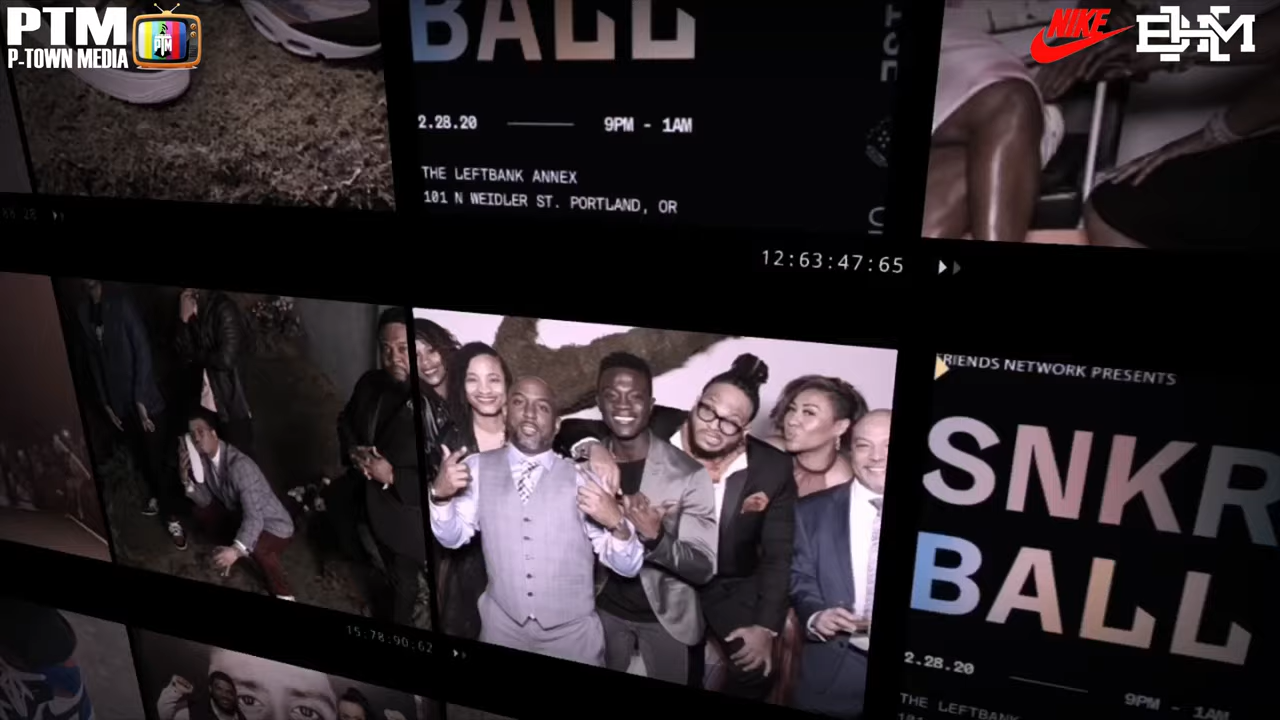 PTM
P-TOWN MEDIA
PTM
NIKE
BALL
2.28.20
9PM - 1AM
THE LEFTBANK ANNEX
101 N WEIDLER ST. PORTLAND, OR
12:63:47:65
FRIENDS NETWORK PRESENTS
SNKR
BALL
2.28.20
9PM - 1AM
THE LEFTBANK
101
15:78:90:62